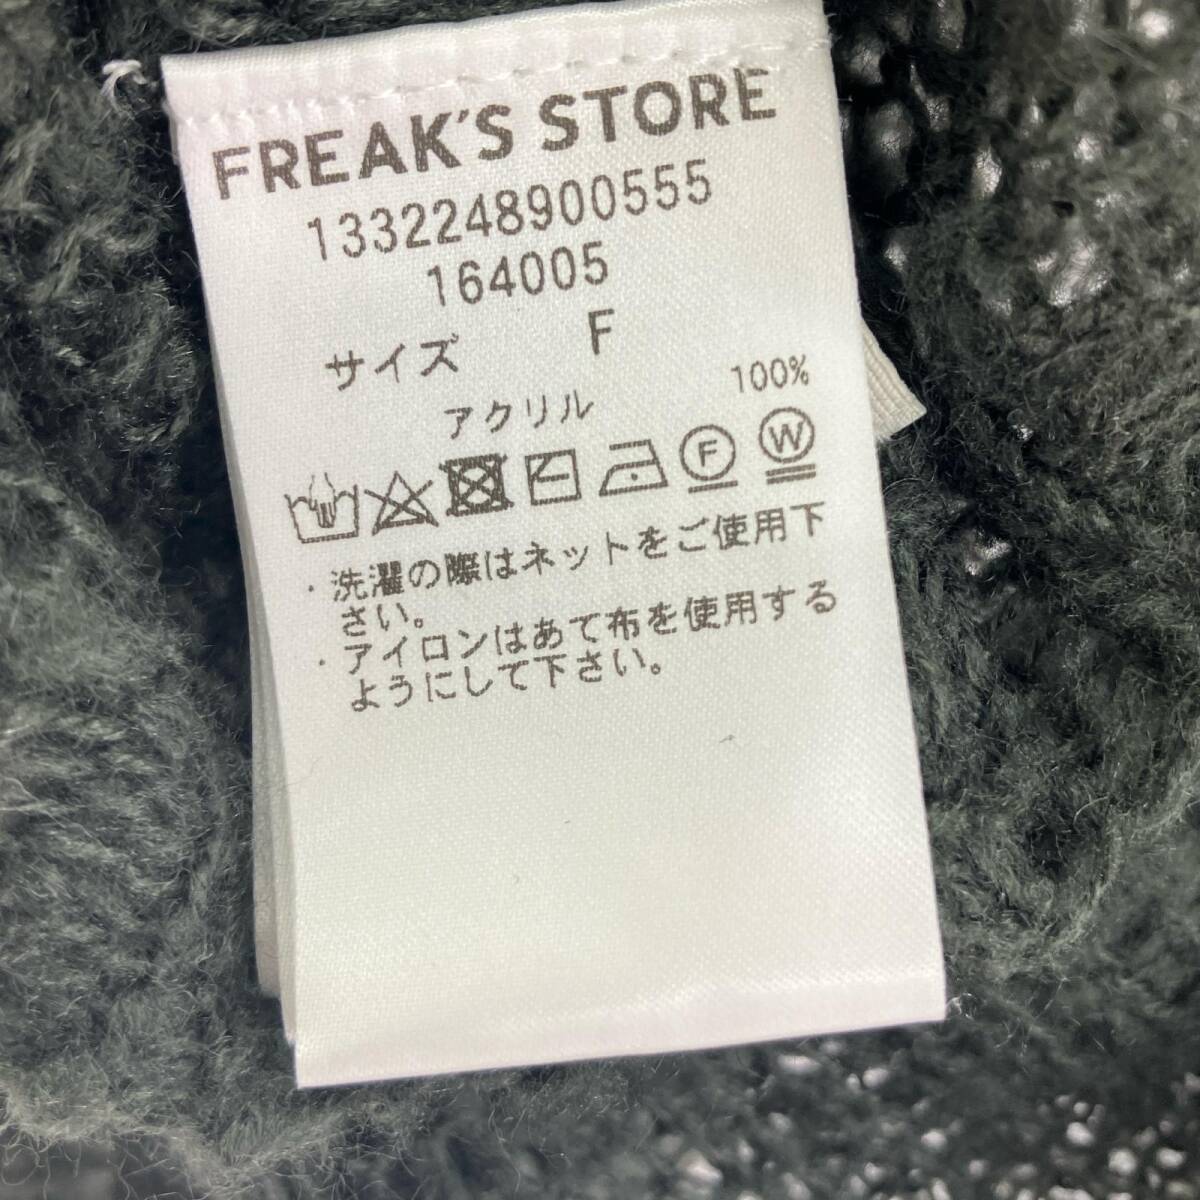 FREAK'S STORE
1332248900555
164005
サイズ F
アクリル 100%
F W
・洗濯の際はネットをご使用下
さい。
・アイロンはあて布を使用する
ようにして下さい。